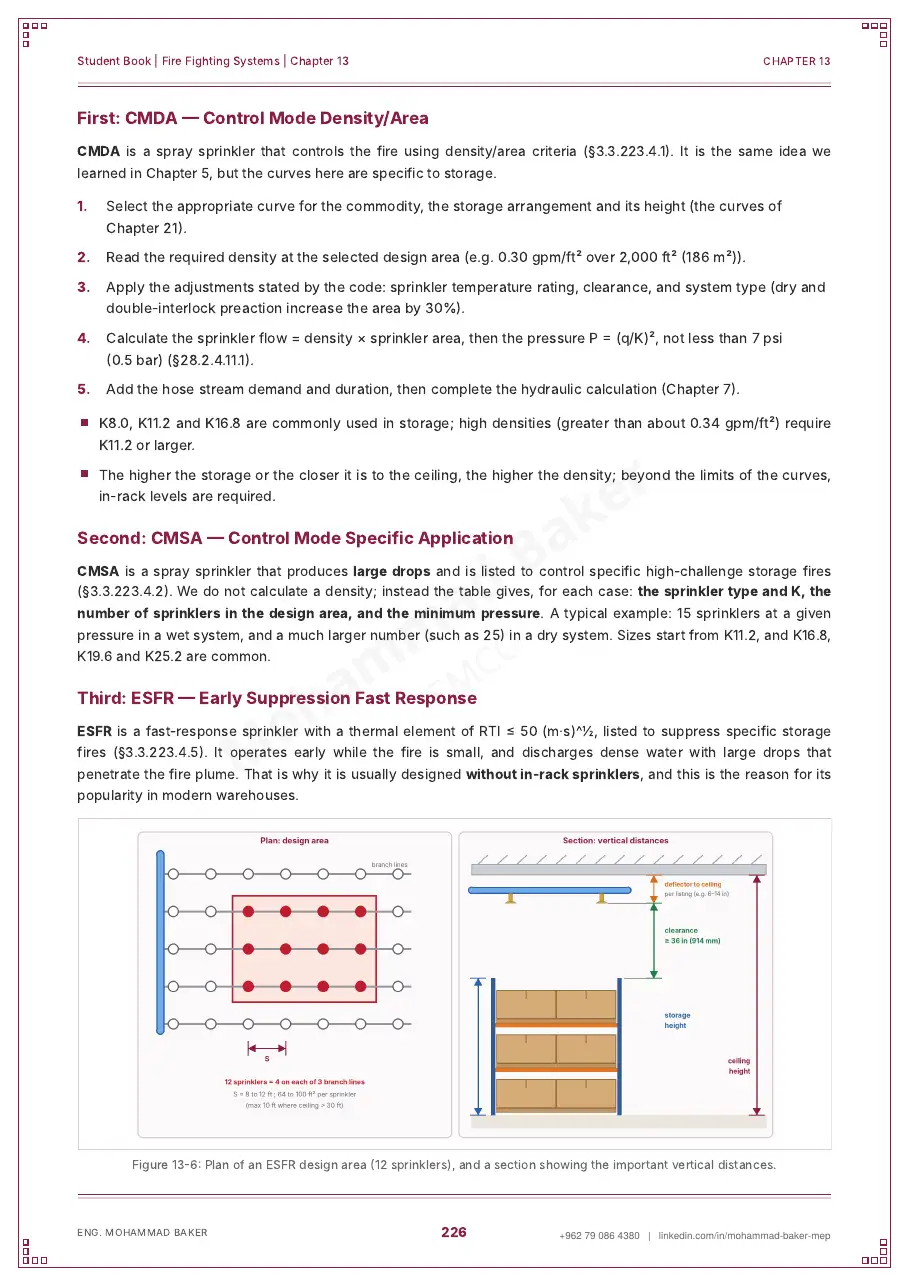 Student Book | Fire Fighting Systems | Chapter 13
CHAPTER 13
First: CMDA — Control Mode Density/Area
CMDA is a spray sprinkler that controls the fire using density/area criteria (§3.3.223.4.1). It is the same idea we
learned in Chapter 5, but the curves here are specific to storage.
1. Select the appropriate curve for the commodity, the storage arrangement and its height (the curves of
Chapter 21).
2. Read the required density at the selected design area (e.g. 0.30 gpm/ft² over 2,000 ft² (186 m²)).
3. Apply the adjustments stated by the code: sprinkler temperature rating, clearance, and system type (dry and
double-interlock preaction increase the area by 30%).
4. Calculate the sprinkler flow = density × sprinkler area, then the pressure P = (q/K)², not less than 7 psi
(0.5 bar) (§28.2.4.11.1).
5. Add the hose stream demand and duration, then complete the hydraulic calculation (Chapter 7).
■ K8.0, K11.2 and K16.8 are commonly used in storage; high densities (greater than about 0.34 gpm/ft²) require
K11.2 or larger.
■ The higher the storage or the closer it is to the ceiling, the higher the density; beyond the limits of the curves,
in-rack levels are required.
Second: CMSA — Control Mode Specific Application
CMSA is a spray sprinkler that produces large drops and is listed to control specific high-challenge storage fires
(§3.3.223.4.2). We do not calculate a density; instead the table gives, for each case: the sprinkler type and K, the
number of sprinklers in the design area, and the minimum pressure. A typical example: 15 sprinklers at a given
pressure in a wet system, and a much larger number (such as 25) in a dry system. Sizes start from K11.2, and K16.8,
K19.6 and K25.2 are common.
Third: ESFR — Early Suppression Fast Response
ESFR is a fast-response sprinkler with a thermal element of RTI ≤ 50 (m·s)^½, listed to suppress specific storage
fires (§3.3.223.4.5). It operates early while the fire is small, and discharges dense water with large drops that
penetrate the fire plume. That is why it is usually designed without in-rack sprinklers, and this is the reason for its
popularity in modern warehouses.
Plan: design area
branch lines
S
12 sprinklers = 4 on each of 3 branch lines
S = 8 to 12 ft ; 64 to 100 ft² per sprinkler
(max 10 ft where ceiling > 30 ft)
Section: vertical distances
deflector to ceiling
per listing (e.g. 6–14 in)
clearance
≥ 36 in (914 mm)
storage
height
ceiling
height
Figure 13-6: Plan of an ESFR design area (12 sprinklers), and a section showing the important vertical distances.
ENG. MOHAMMAD BAKER
226
+962 79 086 4380 | linkedin.com/in/mohammad-baker-mep